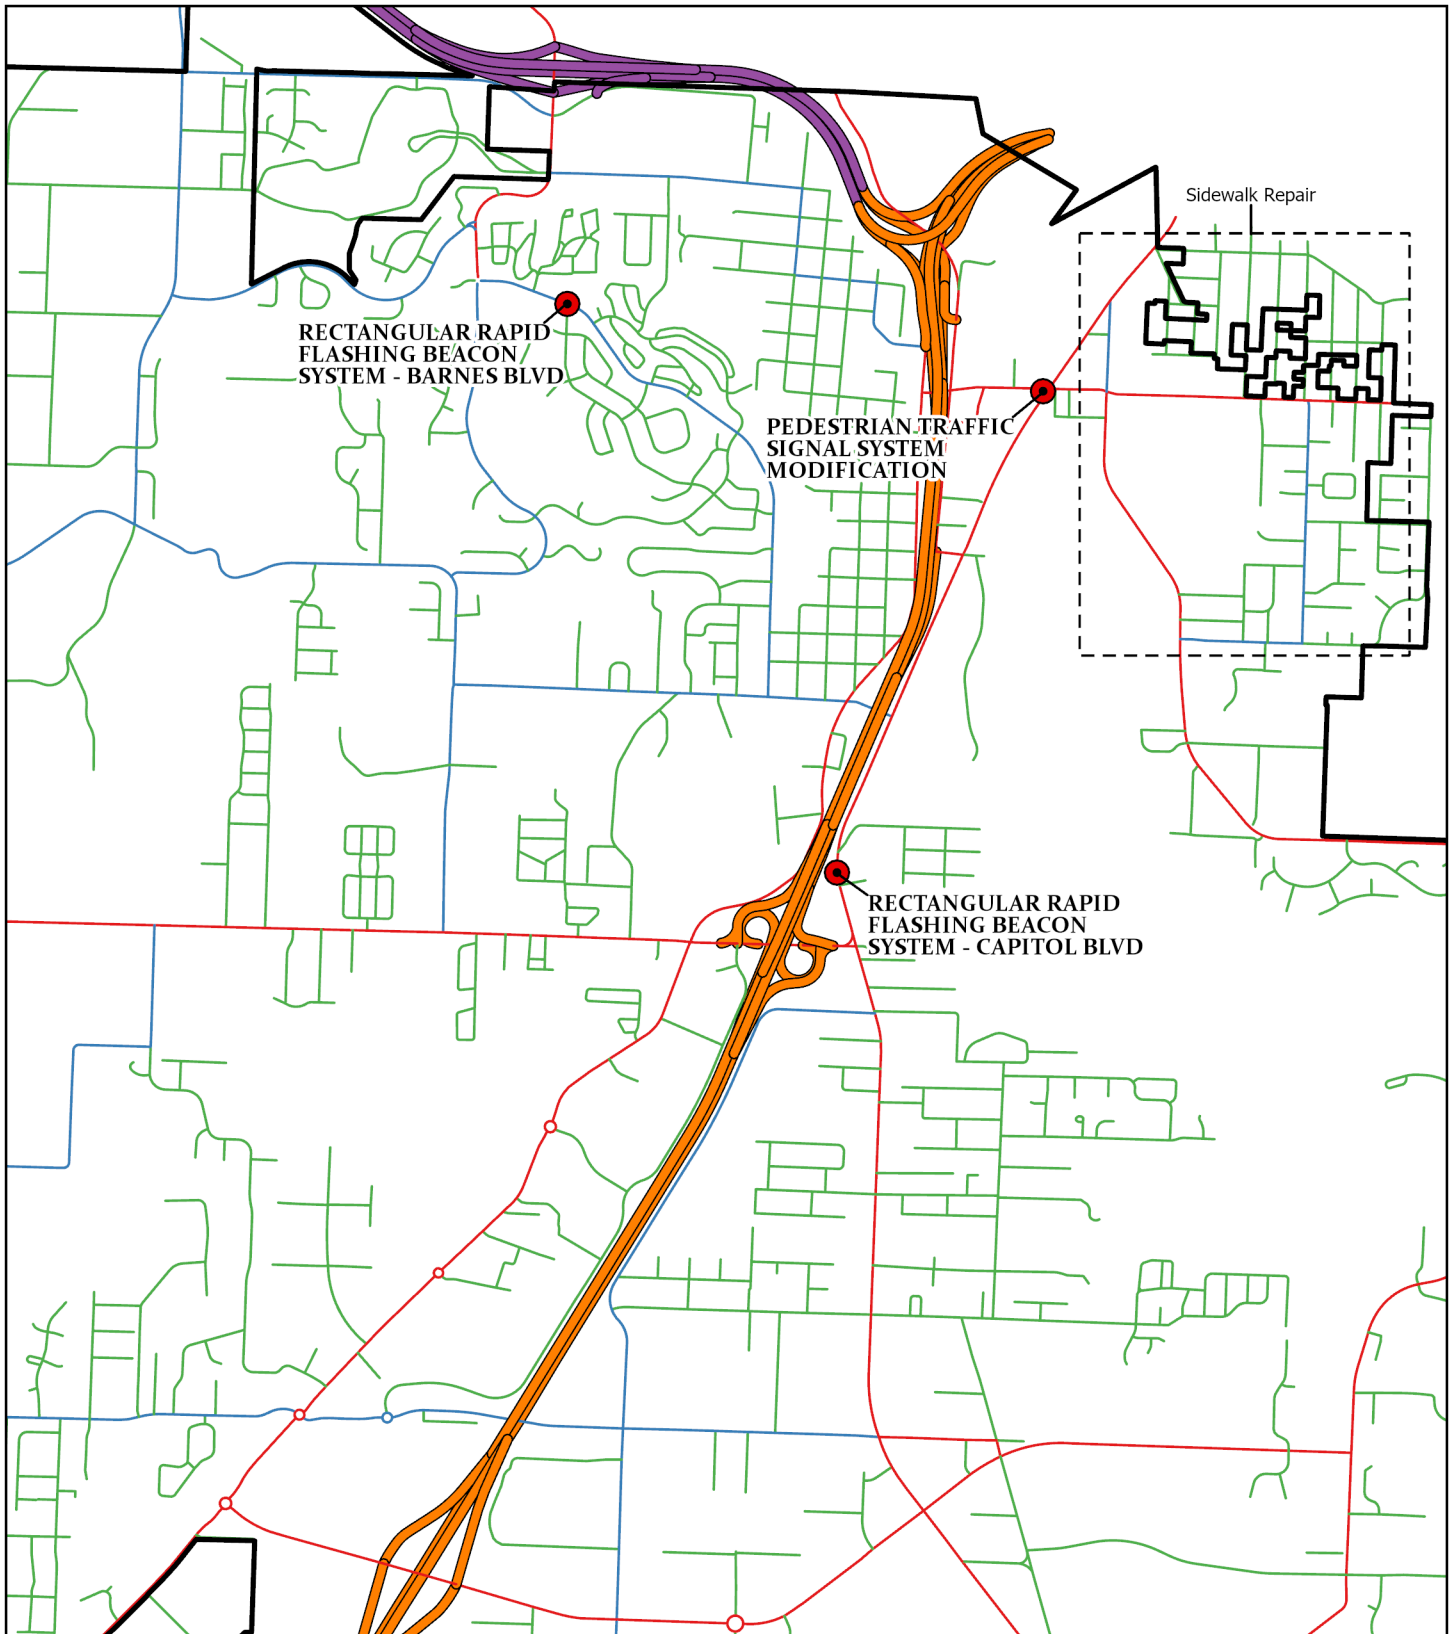 Sidewalk Repair
RECTANGULAR RAPID
FLASHING BEACON
SYSTEM - BARNES BLVD
PEDESTRIAN TRAFFIC
SIGNAL SYSTEM
MODIFICATION
RECTANGULAR RAPID
FLASHING BEACON
SYSTEM - CAPITOL BLVD